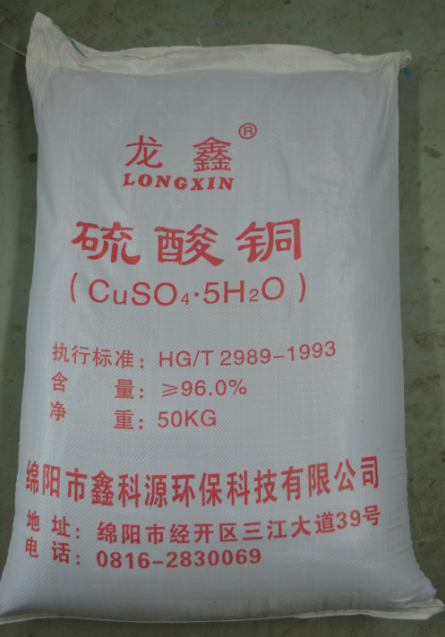 龙鑫®
LONGXIN
硫酸铜
(CuSO₄·5H₂O)
执行标准：HG/T 2989-1993
含量：≥96.0%
净重：50KG
绵阳市鑫科源环保科技有限公司
地址：绵阳市经开区三江大道39号
电话：0816-2830069